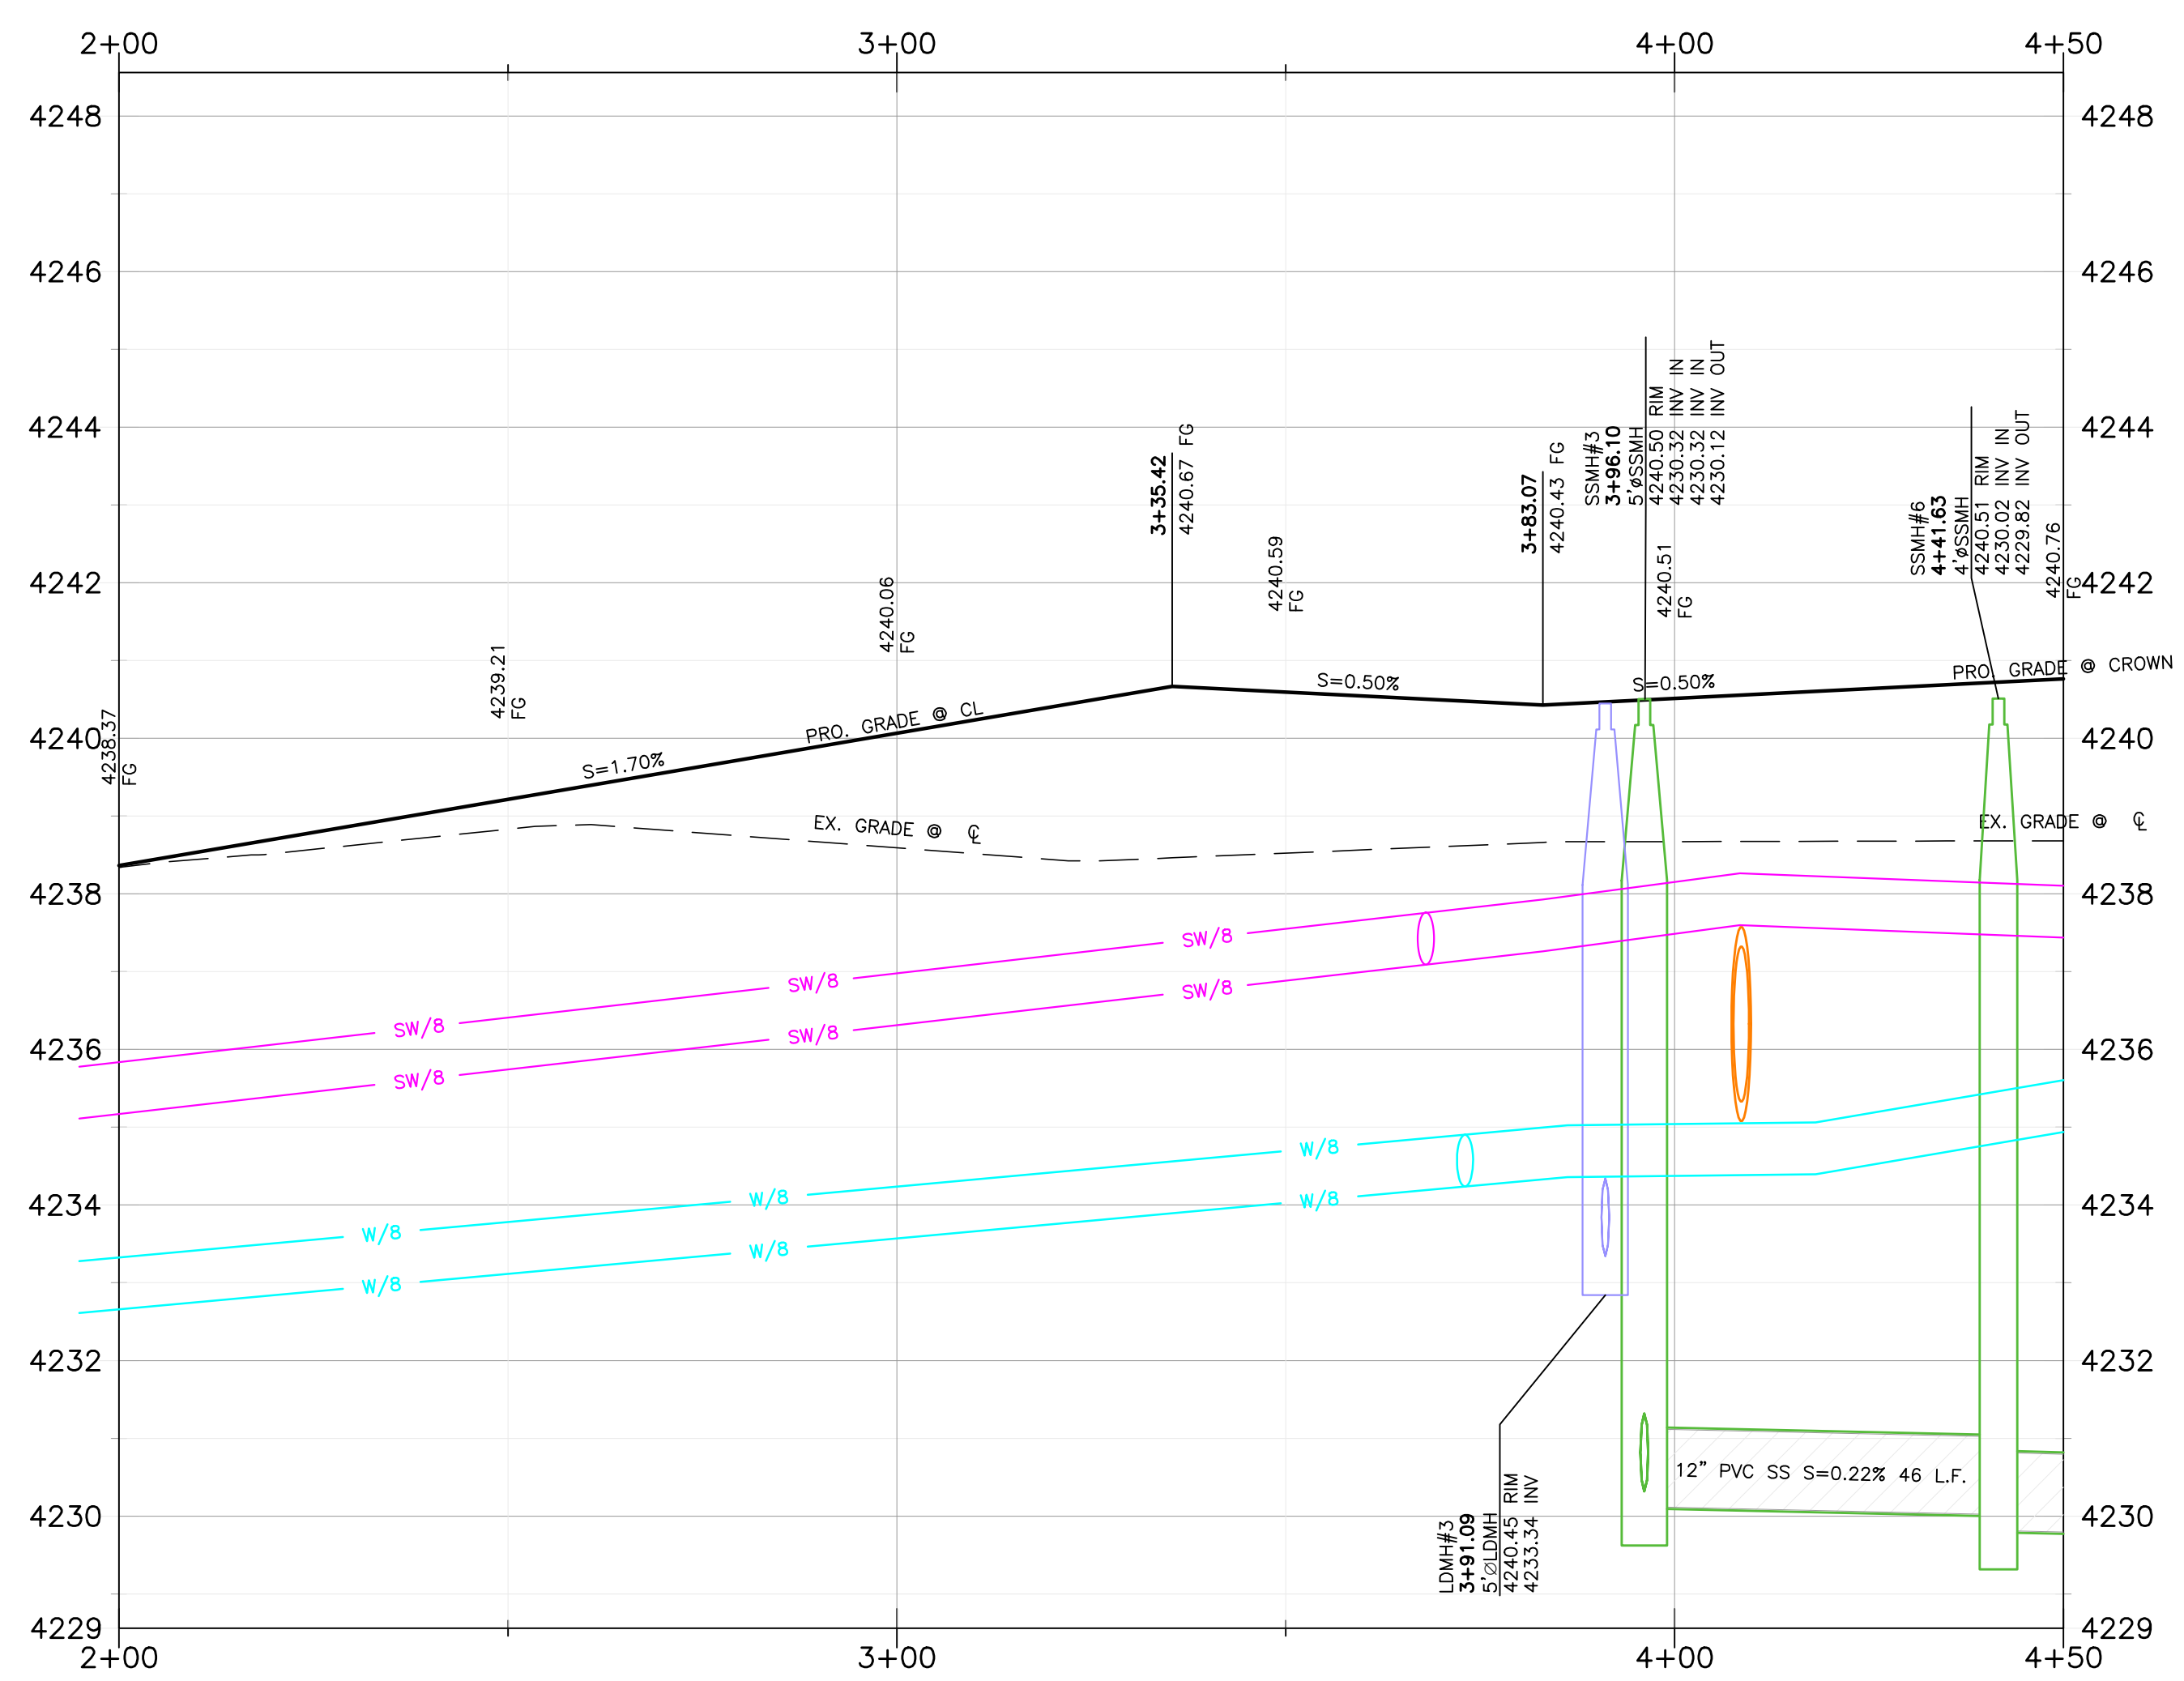 2+00
3+00
4+00
4+50
4248
4248
4246
4246
4244
4244
4242
4242
4240
4240
4238
4238
4236
4236
4234
4234
4232
4232
4230
4230
4229
4229
4238.37
FG
4239.21
FG
4240.06
FG
3+35.42
4240.67 FG
4240.59
FG
3+83.07
4240.43 FG
SSMH#3
3+96.10
5'øSSMH
4240.50 RIM
4230.32 INV IN
4230.32 INV IN
4230.12 INV OUT
4240.51
FG
SSMH#6
4+41.63
4'øSSMH
4240.51 RIM
4230.02 INV IN
4229.82 INV OUT
4240.76
FG
S=1.70%
PRO. GRADE @ CL
S=0.50%
S=0.50%
PRO. GRADE @ CROWN
EX. GRADE @ ℄
EX. GRADE @ ℄
SW/8
SW/8
SW/8
SW/8
SW/8
SW/8
W/8
W/8
W/8
W/8
W/8
W/8
12" PVC SS S=0.22% 46 L.F.
LDMH#3
3+91.09
5'∅LDMH
4240.45 RIM
4233.34 INV
2+00
3+00
4+00
4+50